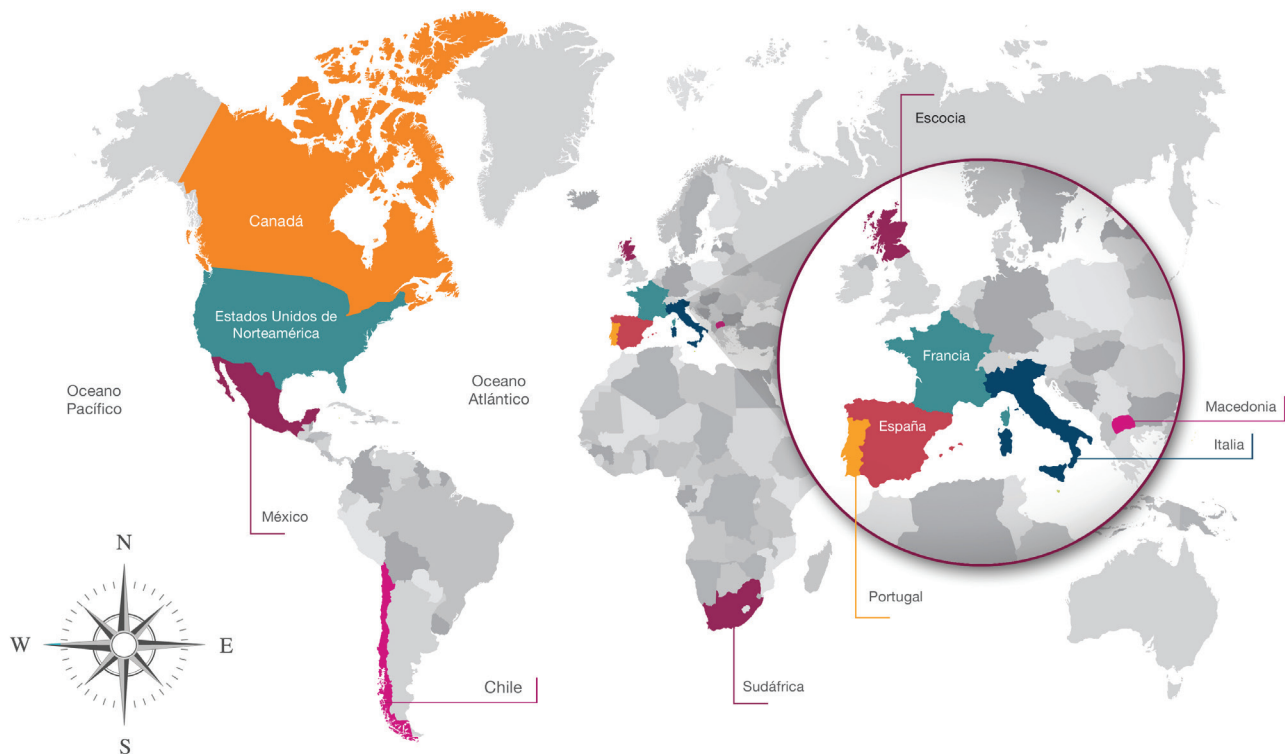 Escocia
Canadá
Estados Unidos de
Norteamérica
Francia
Oceano
Pacífico
Oceano
Atlántico
España
Macedonia
Italia
México
N
W
E
S
Portugal
Chile
Sudáfrica